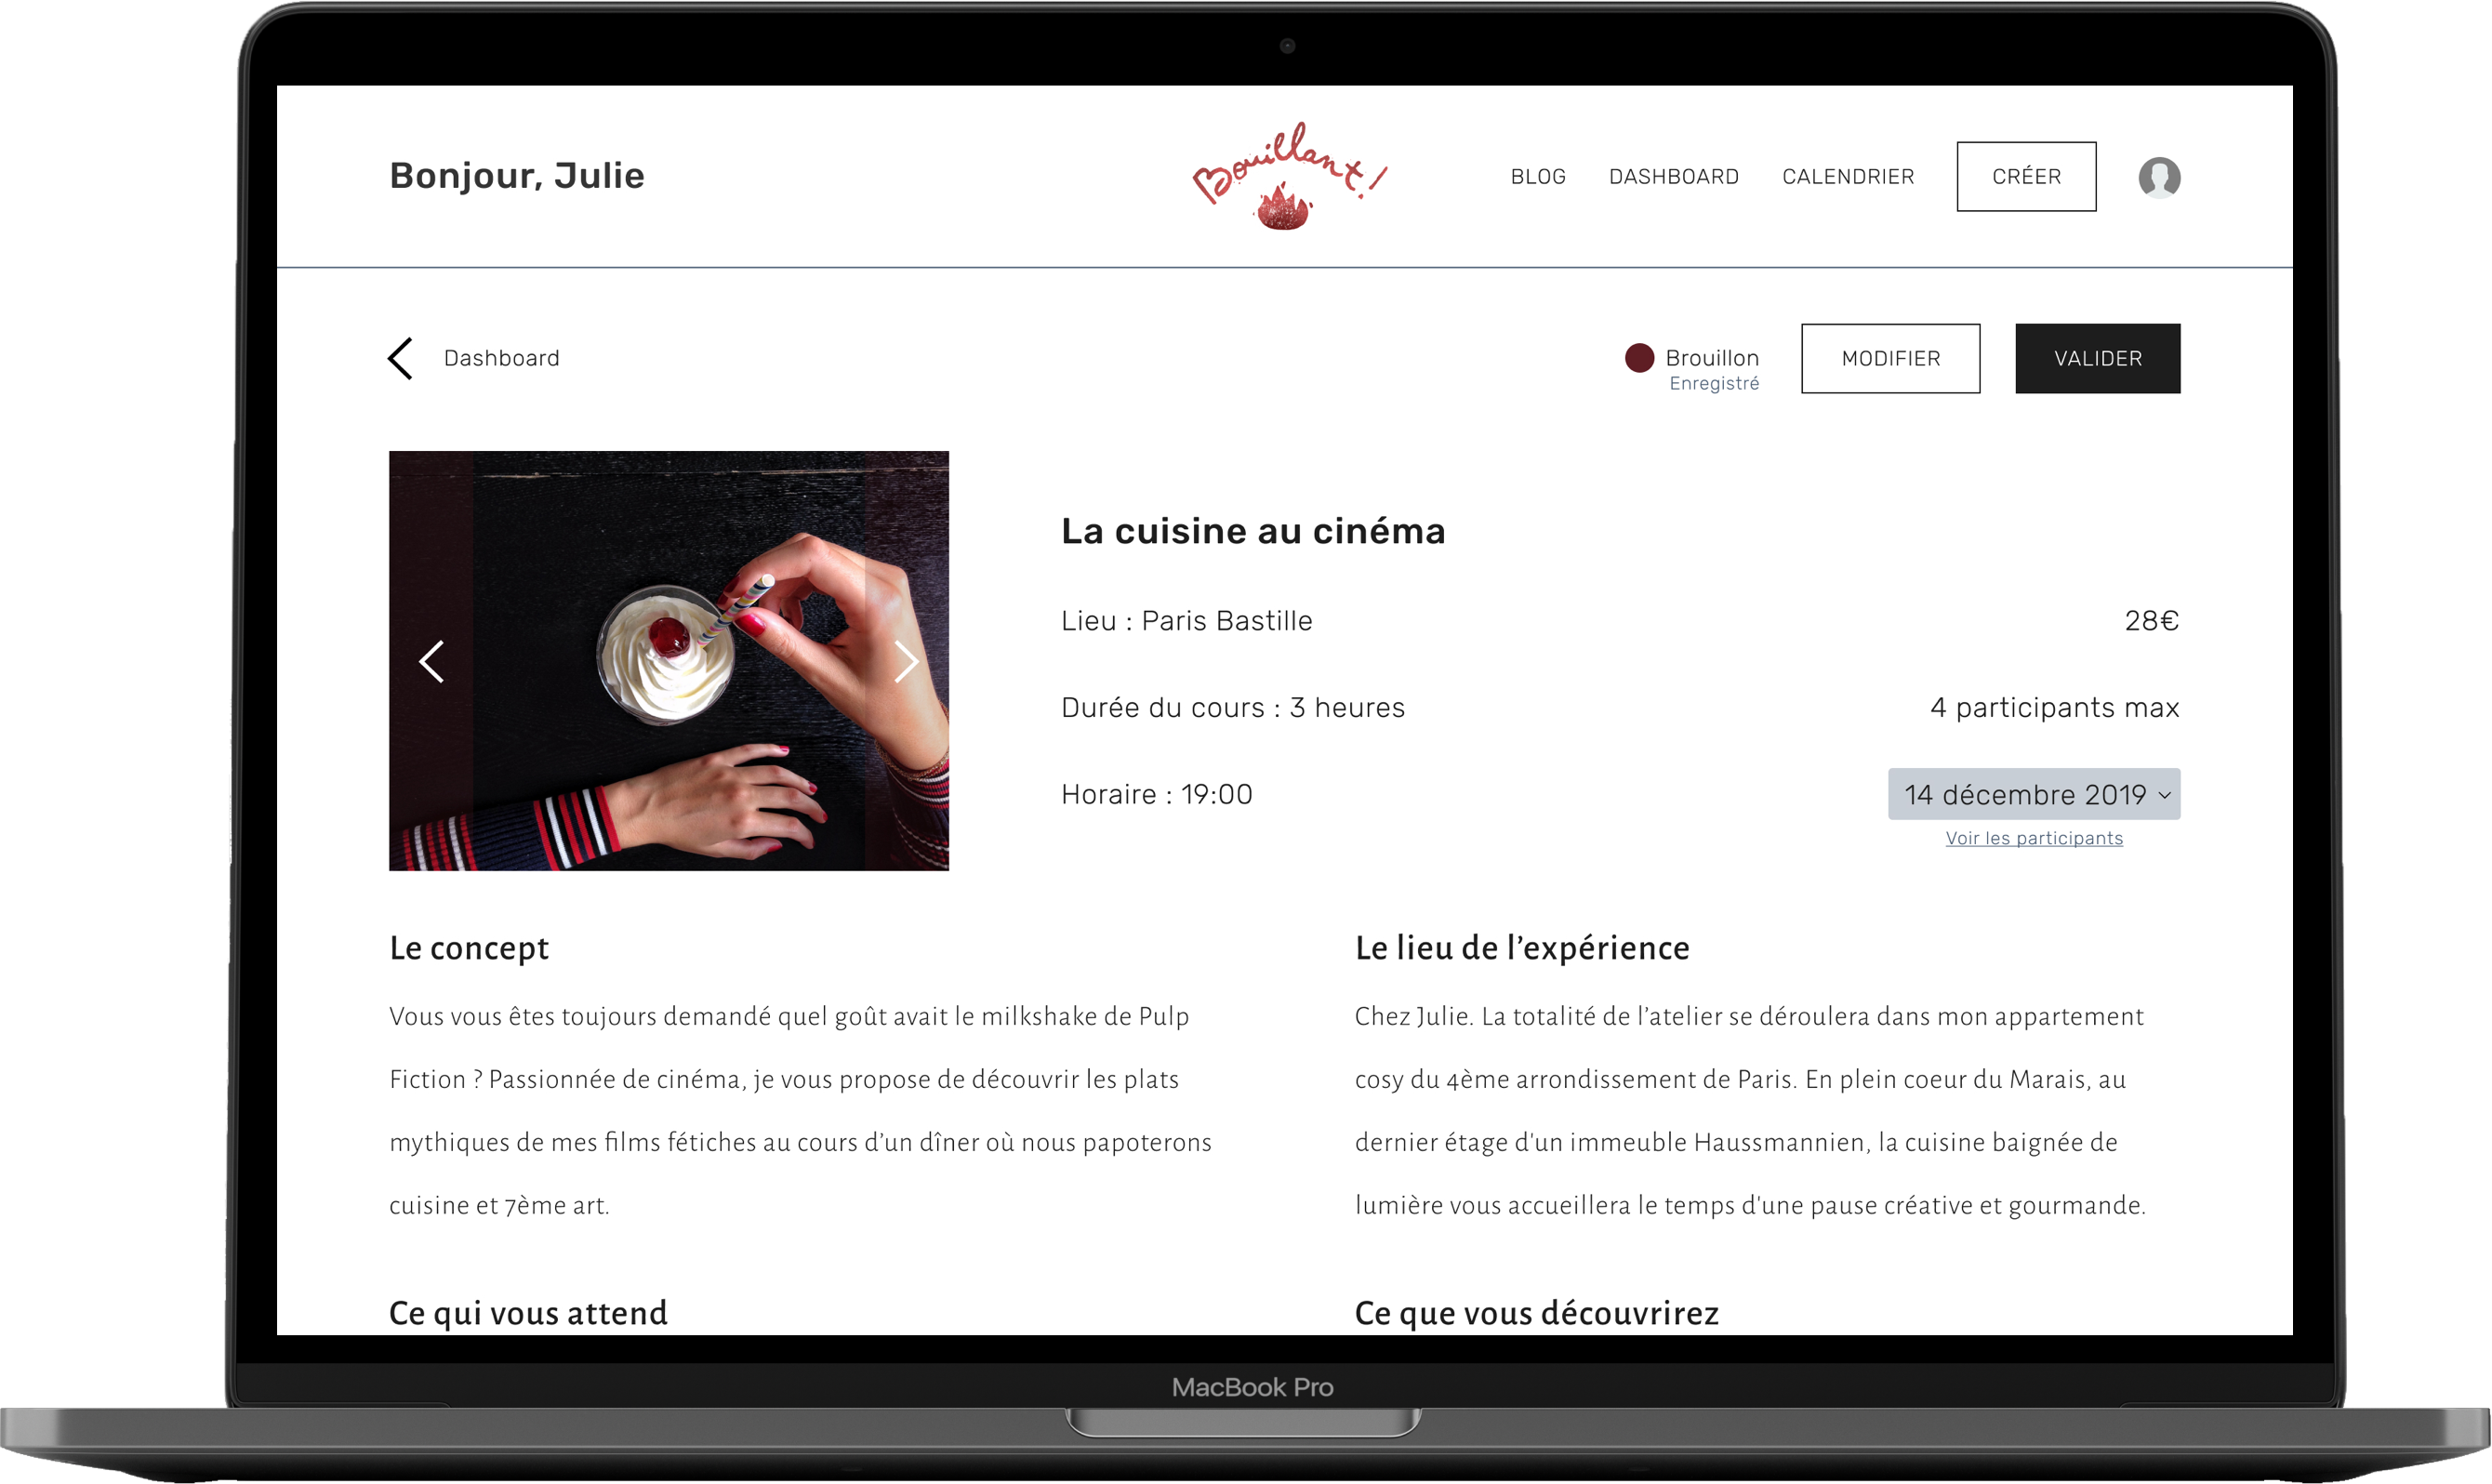 Bonjour, Julie
Bouillant!
BLOG
DASHBOARD
CALENDRIER
CRÉER
Dashboard
Brouillon
Enregistré
MODIFIER
VALIDER
La cuisine au cinéma
Lieu : Paris Bastille
28€
Durée du cours : 3 heures
4 participants max
Horaire : 19:00
14 décembre 2019
Voir les participants
Le concept
Vous vous êtes toujours demandé quel goût avait le milkshake de Pulp
Fiction ? Passionnée de cinéma, je vous propose de découvrir les plats
mythiques de mes films fétiches au cours d’un dîner où nous papoterons
cuisine et 7ème art.
Le lieu de l’expérience
Chez Julie. La totalité de l’atelier se déroulera dans mon appartement
cosy du 4ème arrondissement de Paris. En plein coeur du Marais, au
dernier étage d'un immeuble Haussmannien, la cuisine baignée de
lumière vous accueillera le temps d'une pause créative et gourmande.
Ce qui vous attend
Ce que vous découvrirez
MacBook Pro